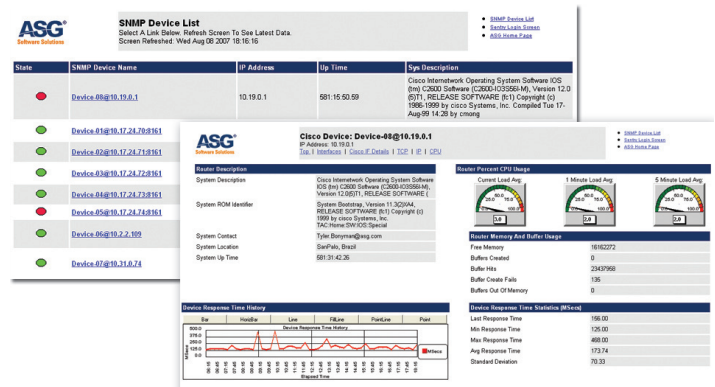 ASG
Software Solutions
SNMP Device List
Select A Link Below. Refresh Screen To See Latest Data.
Screen Refreshed: Wed Aug 08 2007 18:16:16
SNMP Device List
Sentry Login Screen
ASG Home Page
State SNMP Device Name IP Address Up Time Sys Description
Device-08@10.19.0.1 10.19.0.1 581:15:50.59
Cisco Internetwork Operating System Software IOS
(tm) C2600 Software (C2600-IO3S56I-M), Version 12.0
(5)T1, RELEASE SOFTWARE (fc1) Copyright (c)
1986-1999 by cisco Systems, Inc. Compiled Tue 17-
Aug-99 14:28 by cmong
Device-01@10.17.24.70:8161
Device-02@10.17.24.71:8161
Device-03@10.17.24.72:8161
Device-04@10.17.24.73:8161
Device-05@10.17.24.74:8161
Device-06@10.2.2.109
Device-07@10.31.0.74
ASG
Software Solutions
Cisco Device: Device-08@10.19.0.1
IP Address: 10.19.0.1
Top | Interfaces | Cisco IF Details | TCP | IP | CPU
SNMP Device List
Sentry Login Screen
ASG Home Page
Router Description
System Description
Cisco Internetwork Operating System Software
IOS (tm) C2600 Software (C2600-IO3S56I-M),
Version 12.0(5)T1, RELEASE SOFTWARE (
System ROM Identifier
System Bootstrap, Version 11.3(2)XA4,
RELEASE SOFTWARE (fc1) Copyright (c)
1999 by cisco Systems, Inc.
TAC:Home:SW:IOS:Special
System Contact Tyler.Bonyman@asg.com
System Location SanPalo, Brazil
System Up Time 581:31:42.26
Router Percent CPU Usage
Current Load Avg: 1 Minute Load Avg: 5 Minute Load Avg:
3.0 2.0 2.0
Router Memory And Buffer Usage
Free Memory 16162272
Buffers Created 0
Buffer Hits 23437958
Buffer Create Fails 135
Buffers Out Of Memory 0
Device Response Time History
Bar HorizBar Line FillLine PointLine Point
Device Response Time History
MSecs
500.0
375.0
250.0
125.0
0.0
MSecs
Elapsed Time
Device Response Time Statistics (MSecs)
Last Response Time 156.00
Min Response Time 125.00
Max Response Time 468.00
Avg Response Time 173.74
Standard Deviation 70.33